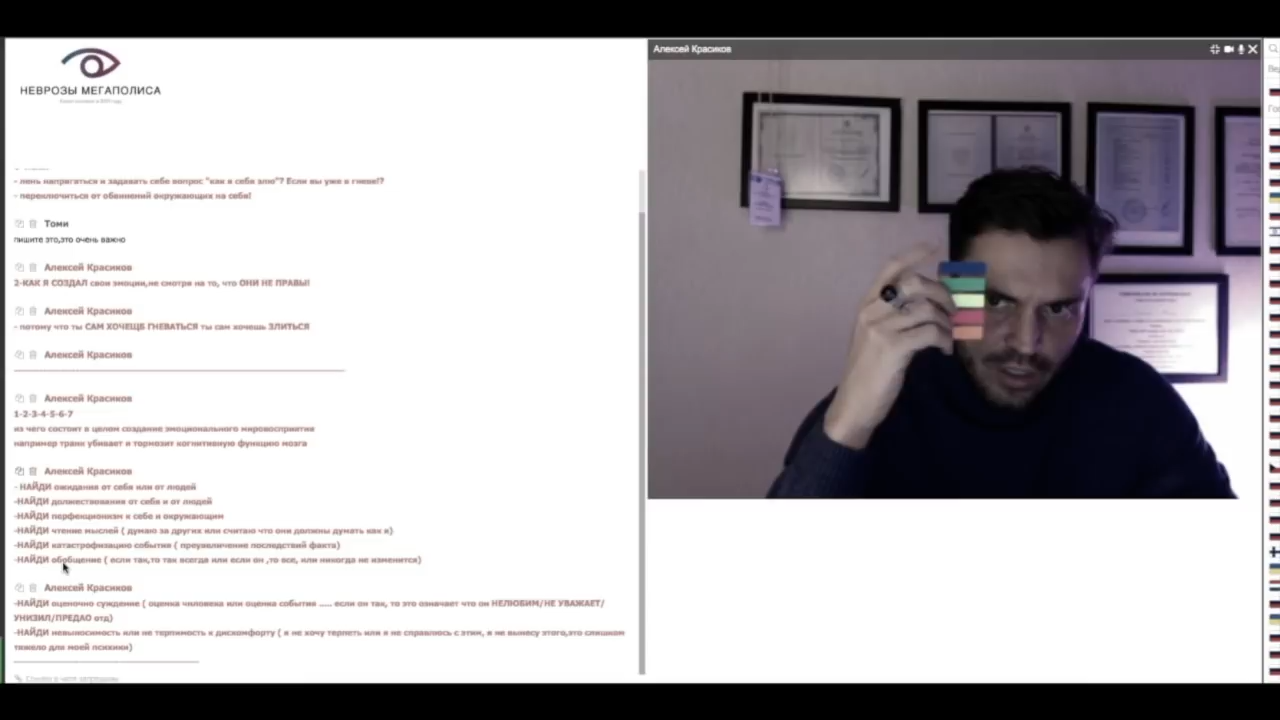 НЕВРОЗЫ МЕГАПОЛИСА
- лень напрягаться и задавать себе вопрос "как я себя злю"? Если вы уже в гневе!?
- переключиться от обвинений окружающих на себя!
Томи
пишите это,это очень важно
Алексей Красиков
2-КАК Я СОЗДАЛ свои эмоции,не смотря на то, что ОНИ НЕ ПРАВЫ!
Алексей Красиков
- потому что ты САМ ХОЧЕЩЬ ГНЕВАТЬСЯ ты сам хочешь ЗЛИТЬСЯ
Алексей Красиков
Алексей Красиков
1-2-3-4-5-6-7
из чего состоит в целом создание эмоционального мировосприятия
например транк убивает и тормозит когнитивную функцию мозга
Алексей Красиков
- НАЙДИ ожидания от себя или от людей
-НАЙДИ долженствования от себя и от людей
-НАЙДИ перфекционизм к себе и окружающим
-НАЙДИ чтение мыслей ( думаю за других или считаю что они должны думать как я)
-НАЙДИ катастрофизацию события ( преувеличение последствий факта)
-НАЙДИ обобщение ( если так,то так всегда или если он ,то все, или никогда не изменится)
Алексей Красиков
-НАЙДИ оценочно суждение ( оценка человека или оценка события ..... если он так, то это означает что он НЕЛЮБИМ/НЕ УВАЖАЕТ/
УНИЗИЛ/ПРЕДАО отд)
-НАЙДИ невыносимость или не терпимость к дискомфорту ( я не хочу терпеть или я не справлюсь с этим, я не вынесу этого,это слишком
тяжело для моей психики)
Ссылки в чате запрещены
Алексей Красиков